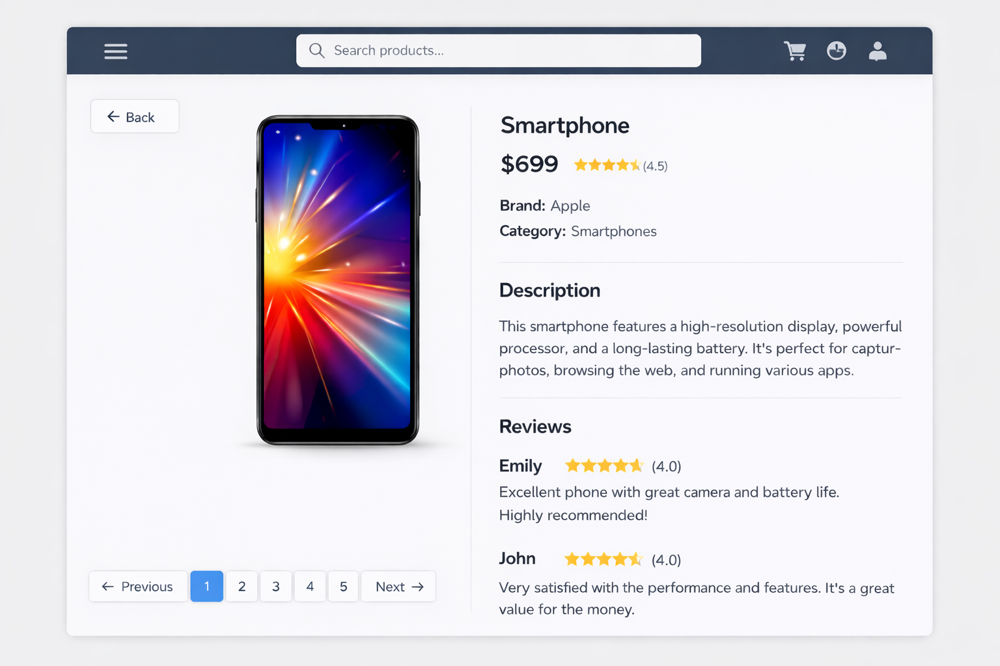 Search products...
← Back
Smartphone
$699 (4.5)
Brand: Apple
Category: Smartphones
Description
This smartphone features a high-resolution display, powerful
processor, and a long-lasting battery. It's perfect for captur-
photos, browsing the web, and running various apps.
Reviews
Emily (4.0)
Excellent phone with great camera and battery life.
Highly recommended!
John (4.0)
Very satisfied with the performance and features. It's a great
value for the money.
← Previous 1 2 3 4 5 Next →